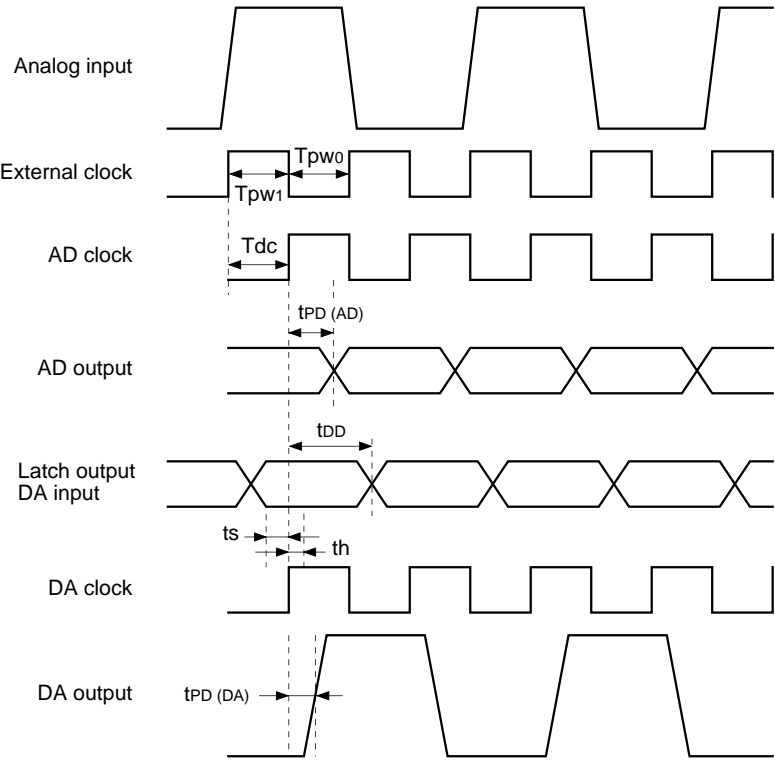 Analog input
External clock
Tpw0
Tpw1
AD clock
Tdc
tPD (AD)
AD output
tDD
Latch output
DA input
ts
th
DA clock
DA output
tPD (DA)